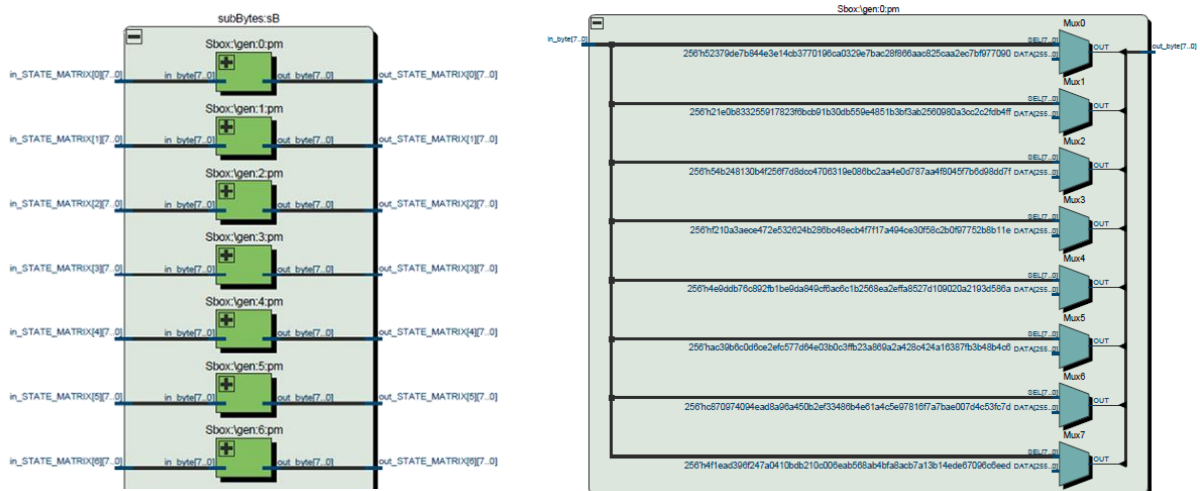 subBytes:sB
Sbox:\gen:0:pm
in_STATE_MATRIX[0][7..0] in_byte[7..0] out_byte[7..0] out_STATE_MATRIX[0][7..0]
Sbox:\gen:1:pm
in_STATE_MATRIX[1][7..0] in_byte[7..0] out_byte[7..0] out_STATE_MATRIX[1][7..0]
Sbox:\gen:2:pm
in_STATE_MATRIX[2][7..0] in_byte[7..0] out_byte[7..0] out_STATE_MATRIX[2][7..0]
Sbox:\gen:3:pm
in_STATE_MATRIX[3][7..0] in_byte[7..0] out_byte[7..0] out_STATE_MATRIX[3][7..0]
Sbox:\gen:4:pm
in_STATE_MATRIX[4][7..0] in_byte[7..0] out_byte[7..0] out_STATE_MATRIX[4][7..0]
Sbox:\gen:5:pm
in_STATE_MATRIX[5][7..0] in_byte[7..0] out_byte[7..0] out_STATE_MATRIX[5][7..0]
Sbox:\gen:6:pm
in_STATE_MATRIX[6][7..0] in_byte[7..0] out_byte[7..0] out_STATE_MATRIX[6][7..0]
Sbox:\gen:0:pm
in_byte[7..0]
out_byte[7..0]
Mux0
SEL[7..0]
OUT
DATA[255..0]
Mux1
SEL[7..0]
OUT
DATA[255..0]
Mux2
SEL[7..0]
OUT
DATA[255..0]
Mux3
SEL[7..0]
OUT
DATA[255..0]
Mux4
SEL[7..0]
OUT
DATA[255..0]
Mux5
SEL[7..0]
OUT
DATA[255..0]
Mux6
SEL[7..0]
OUT
DATA[255..0]
Mux7
SEL[7..0]
OUT
DATA[255..0]